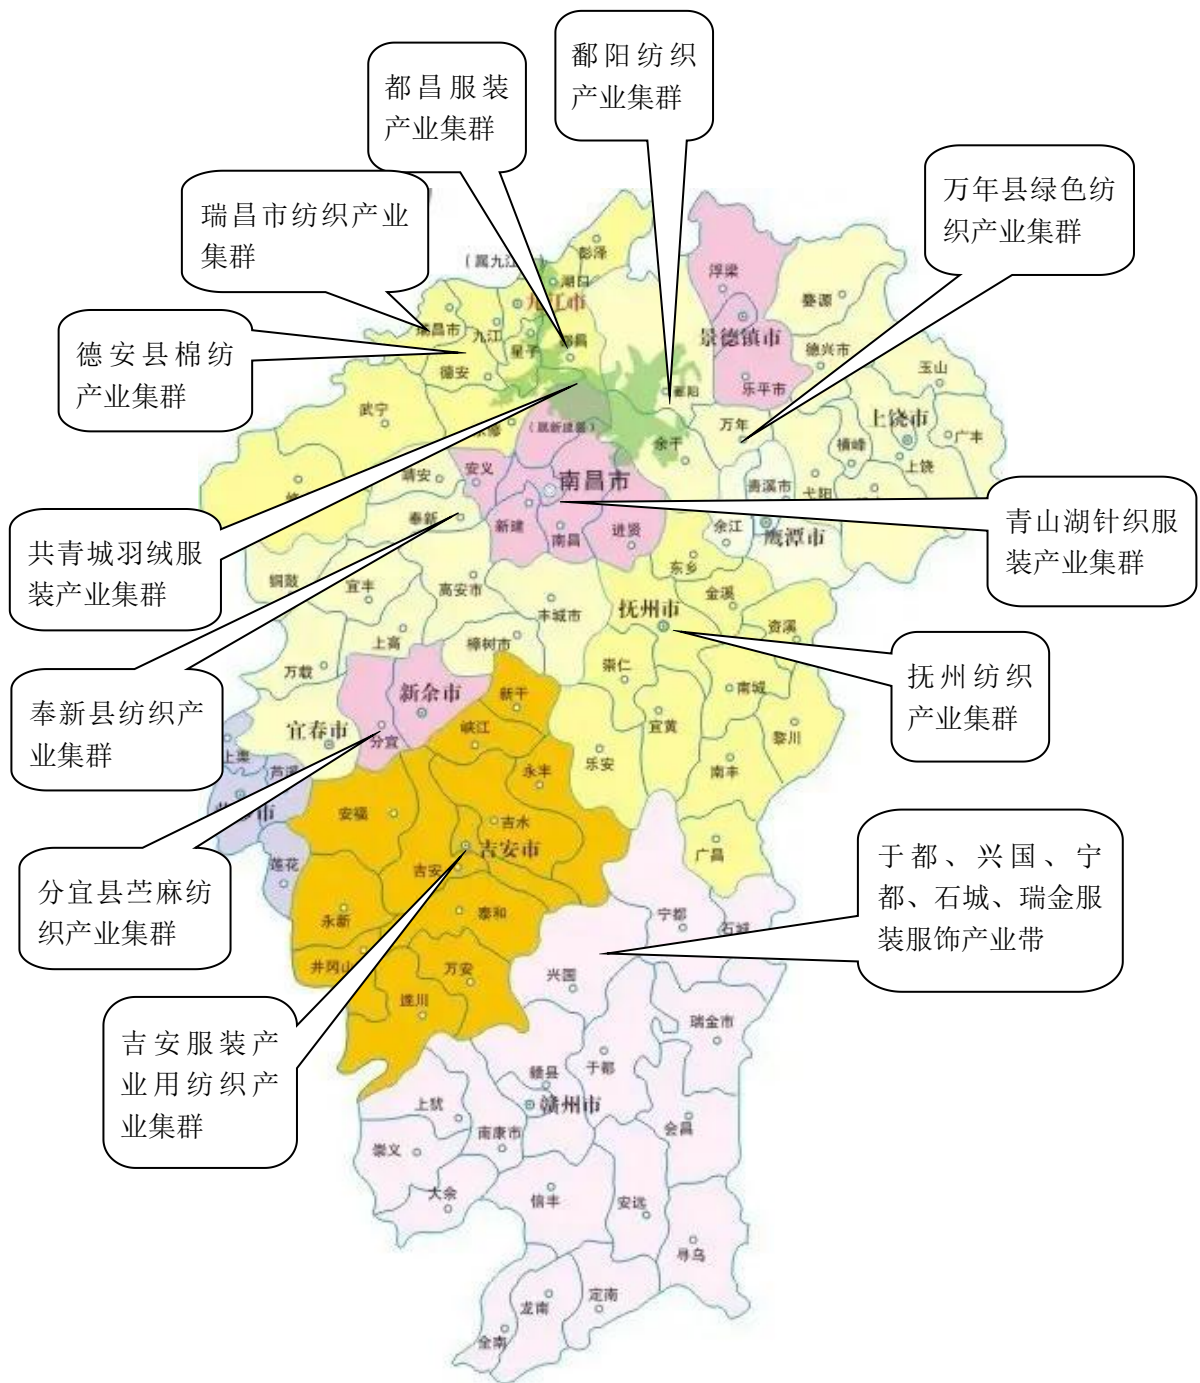 鄱阳纺织
产业集群
都昌服装
产业集群
万年县绿色纺
织产业集群
瑞昌市纺织产业
集群
德安县棉纺
产业集群
共青城羽绒服
装产业集群
青山湖针织服
装产业集群
奉新县纺织产
业集群
抚州纺织
产业集群
分宜县苎麻纺
织产业集群
于都、兴国、宁
都、石城、瑞金服
装服饰产业带
吉安服装产
业用纺织产
业集群
彭泽
(属九江
湖口
九江市
浮梁
婺源
瑞昌市
九江
星子
都昌
景德镇市
德兴市
玉山
德安
乐平市
鄱阳
武宁
万年
上饶市
广丰
(属新建县)
余干
横峰
上饶
靖安
安义
南昌市
弋阳
奉新
新建
南昌
进贤
余江
鹰潭市
东乡
铜鼓
宜丰
高安市
丰城市
金溪
抚州市
资溪
上高
樟树市
崇仁
万载
新余市
新干
南城
宜春市
分宜
峡江
宜黄
黎川
上栗
芦溪
永丰
乐安
南丰
安福
吉水
吉安市
广昌
莲花
吉安
永新
泰和
宁都
石城
井冈山
万安
兴国
遂川
瑞金市
赣县
于都
上犹
赣州市
会昌
南康市
崇义
大余
信丰
安远
寻乌
龙南
定南
全南